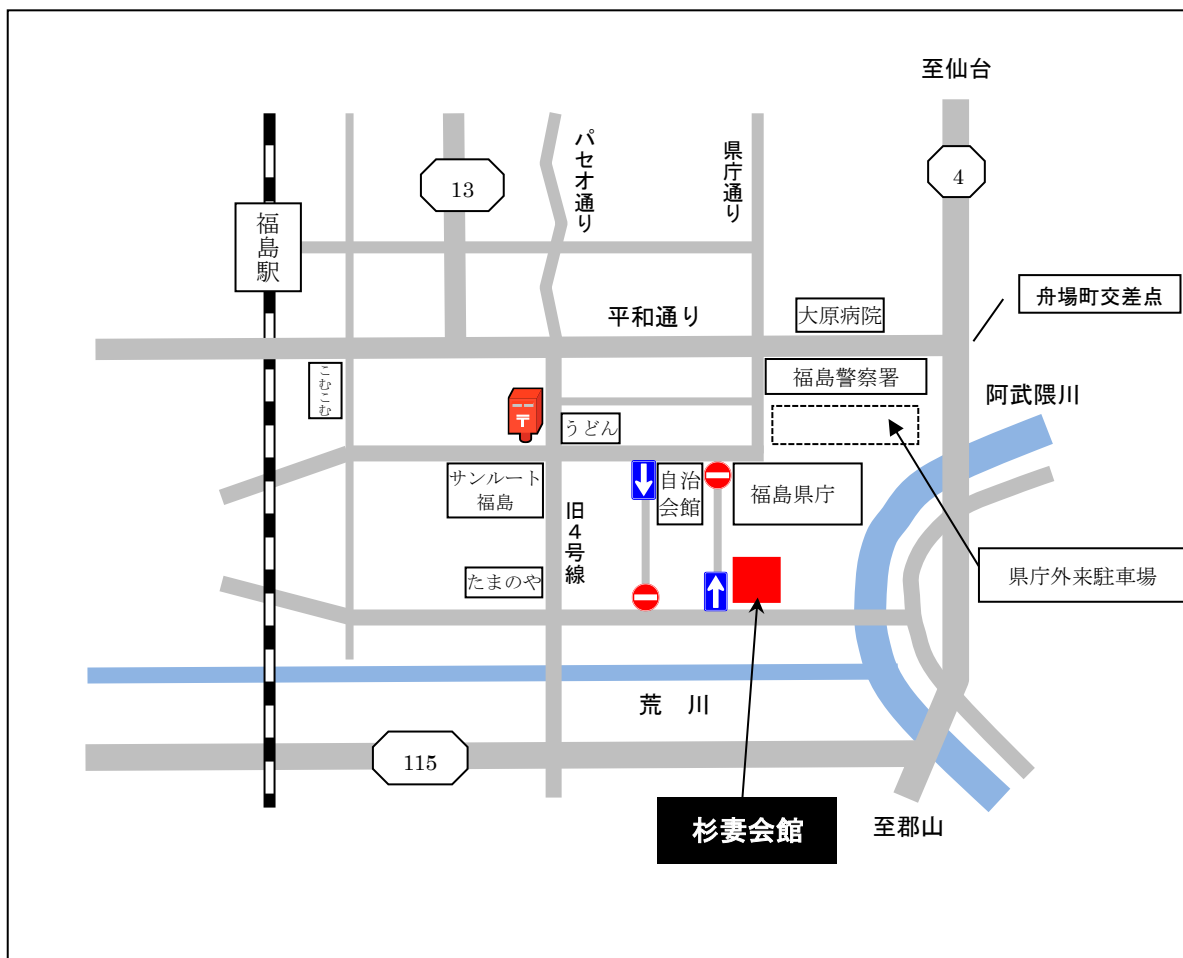 至仙台
パセオ通り
県庁通り
13
4
福島駅
舟場町交差点
平和通り
大原病院
こむこむ
福島警察署
阿武隈川
〒
うどん
サンルート
福島
自治
会館
福島県庁
旧４号線
県庁外来駐車場
たまのや
荒　川
115
杉妻会館
至郡山